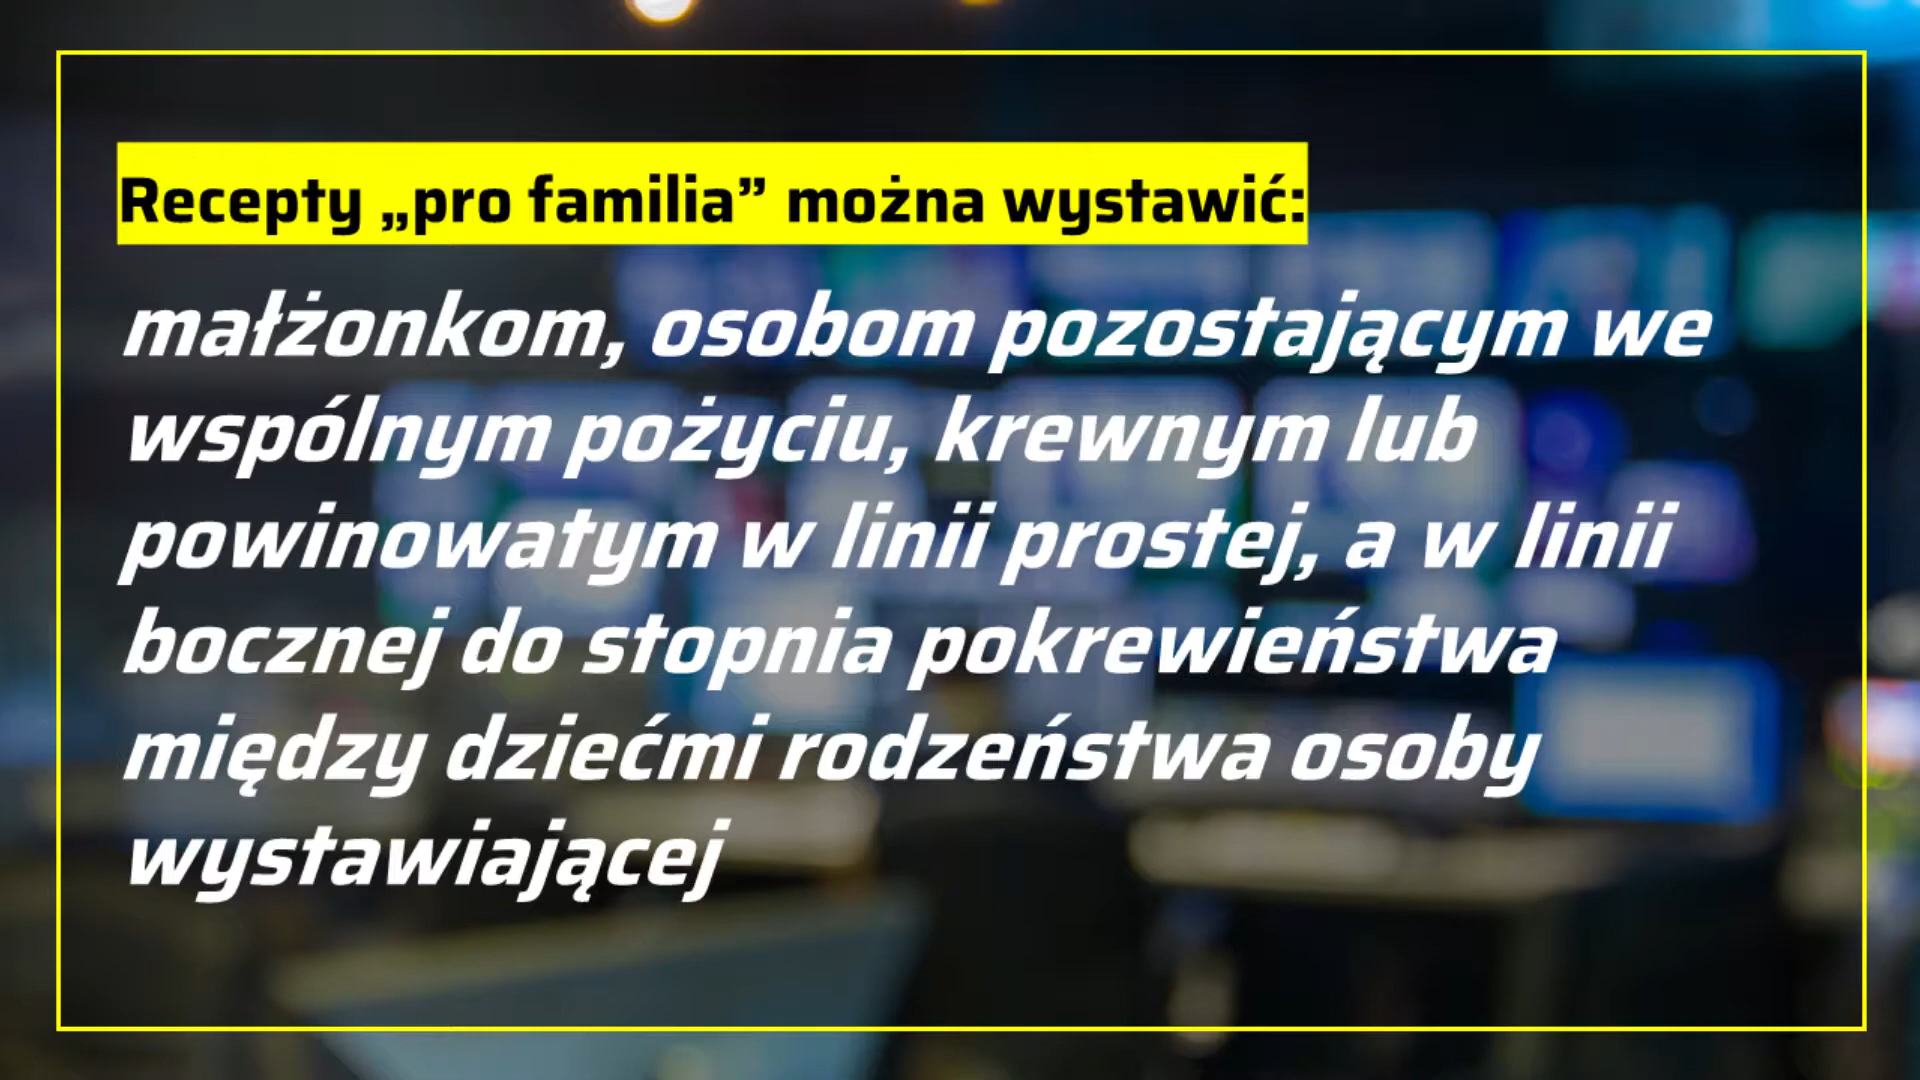 Recepty „pro familia” można wystawić:
małżonkom, osobom pozostającym we
wspólnym pożyciu, krewnym lub
powinowatym w linii prostej, a w linii
bocznej do stopnia pokrewieństwa
między dziećmi rodzeństwa osoby
wystawiającej